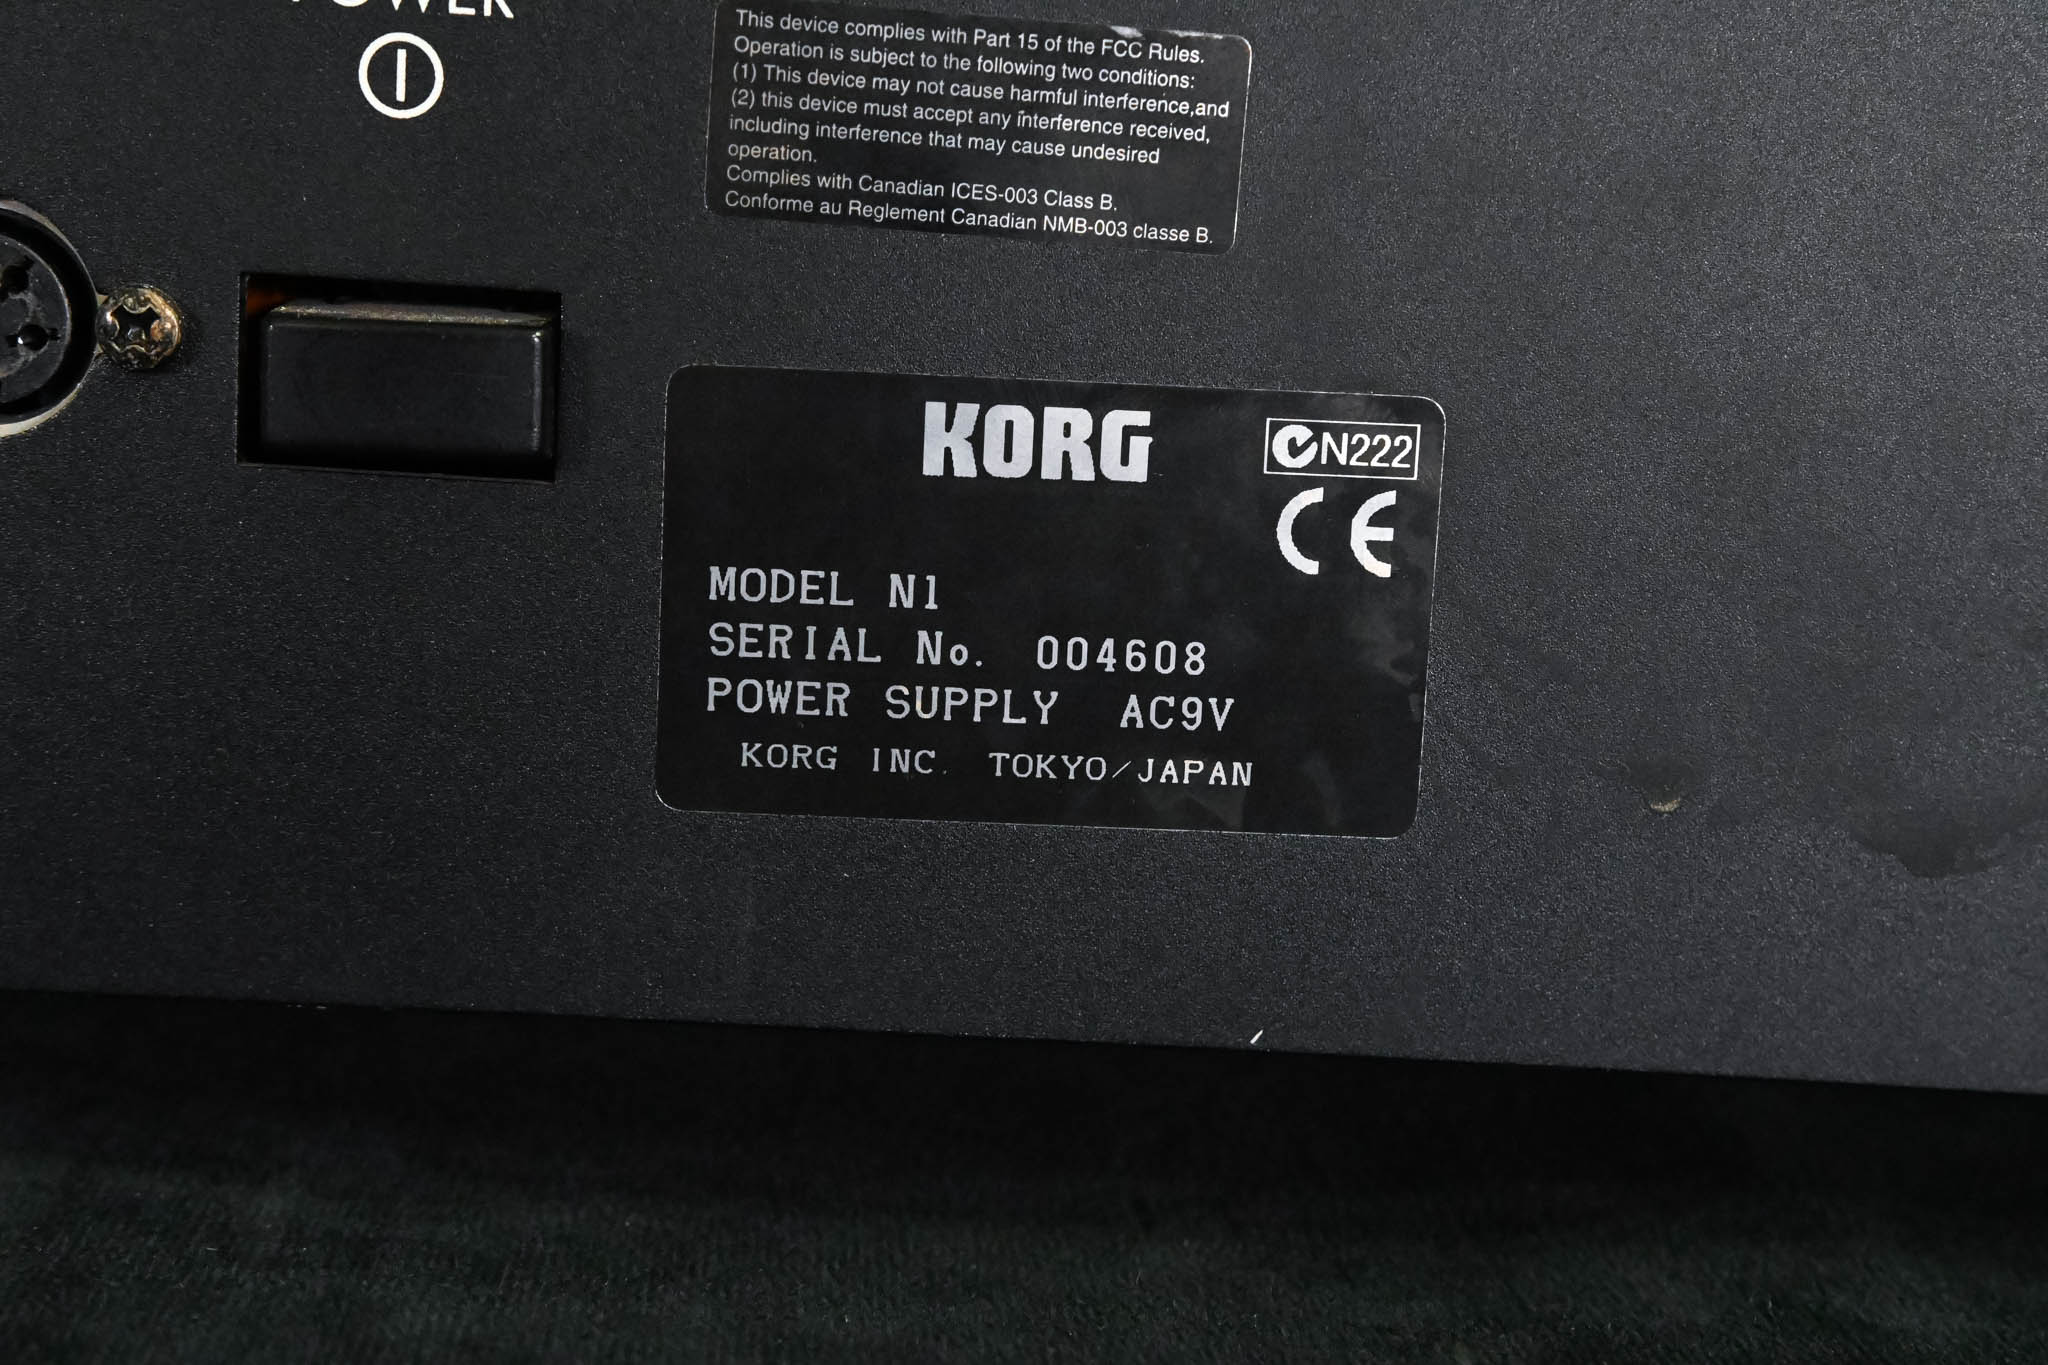 POWER
This device complies with Part 15 of the FCC Rules.
Operation is subject to the following two conditions:
(1) This device may not cause harmful interference,and
(2) this device must accept any interference received,
including interference that may cause undesired
operation.
Complies with Canadian ICES-003 Class B.
Conforme au Reglement Canadian NMB-003 classe B.
KORG
N222
CE
MODEL N1
SERIAL No. 004608
POWER SUPPLY AC9V
KORG INC. TOKYO/JAPAN